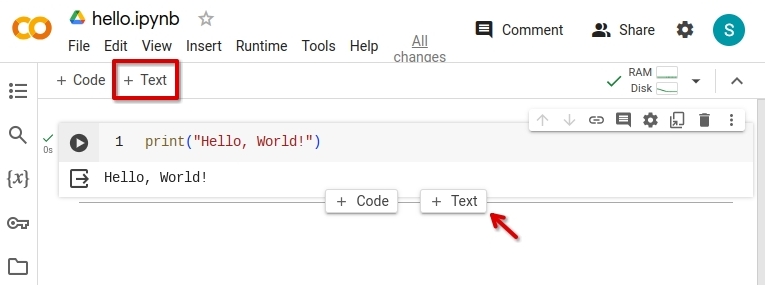 hello.ipynb
File Edit View Insert Runtime Tools Help All changes
Comment Share S
+ Code + Text
RAM
Disk
{x}
0s
1 print("Hello, World!")
Hello, World!
+ Code + Text